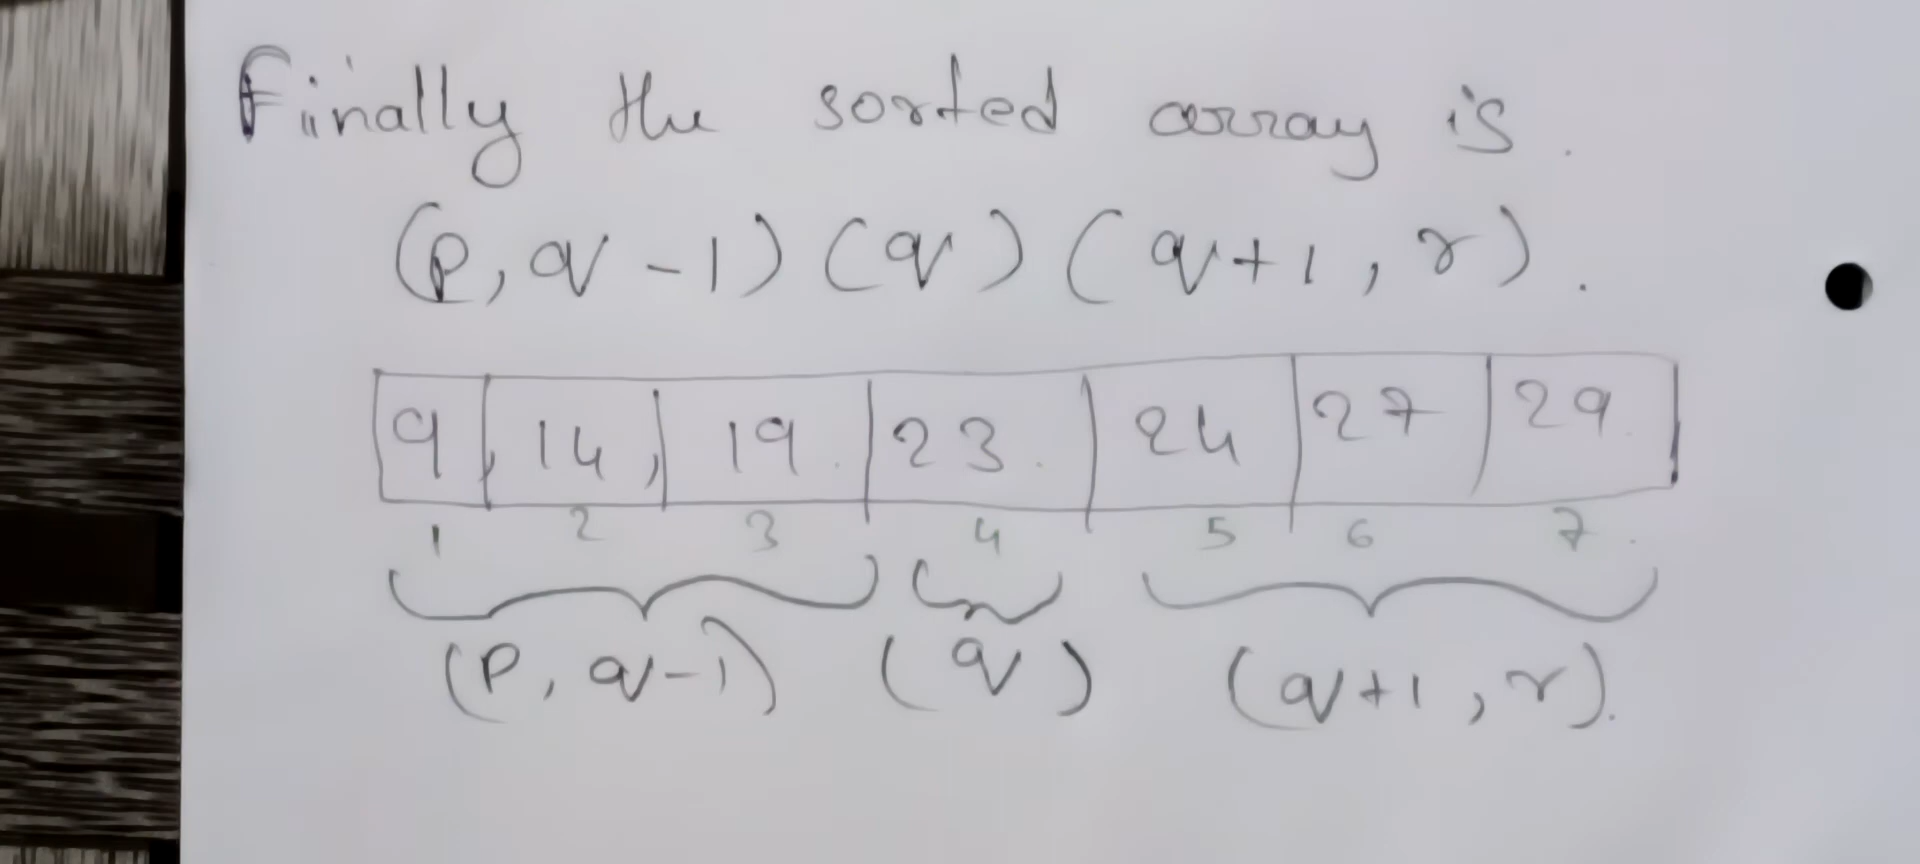 Finally the sorted array is.
(p, q-1) (q) (q+1, r).
9, 14, 19. 23. 24 27 29.
1 2 3 4 5 6 7.
(p, q-1) (q) (q+1, r).